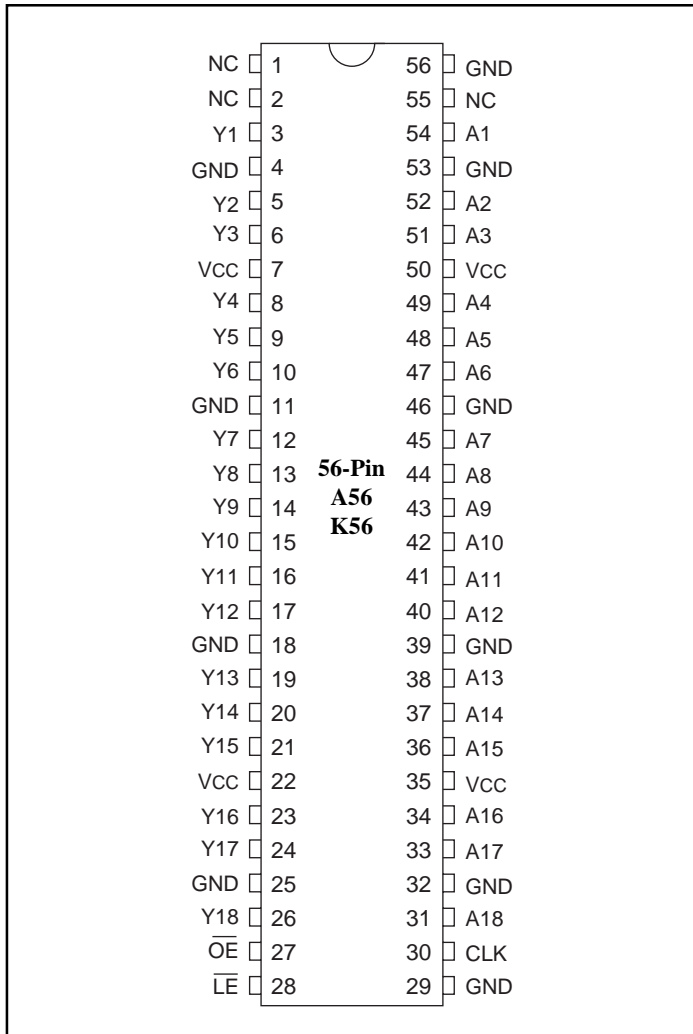 NC 1 56 GND
NC 2 55 NC
Y1 3 54 A1
GND 4 53 GND
Y2 5 52 A2
Y3 6 51 A3
VCC 7 50 VCC
Y4 8 49 A4
Y5 9 48 A5
Y6 10 47 A6
GND 11 46 GND
Y7 12 45 A7
Y8 13 56-Pin 44 A8
A56
Y9 14 43 A9
K56
Y10 15 42 A10
Y11 16 41 A11
Y12 17 40 A12
GND 18 39 GND
Y13 19 38 A13
Y14 20 37 A14
Y15 21 36 A15
VCC 22 35 VCC
Y16 23 34 A16
Y17 24 33 A17
GND 25 32 GND
Y18 26 31 A18
O̅E̅ 27 30 CLK
L̅E̅ 28 29 GND